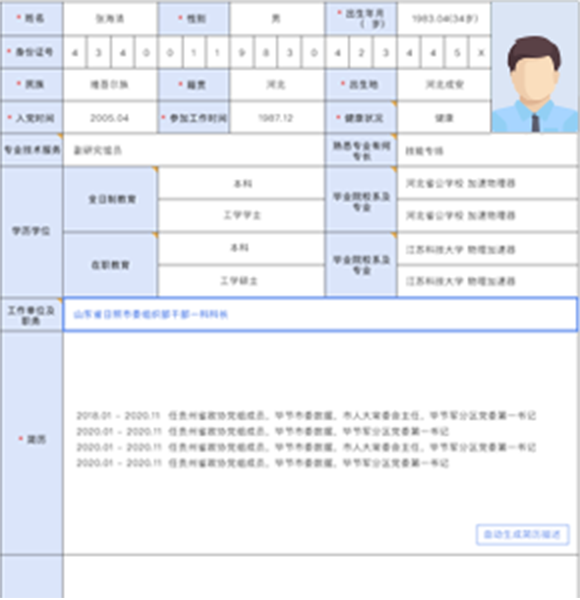 * 姓名 张海清 * 性别 男 * 出生年月 1983.04(34岁)
( 岁)
* 身份证号 4 3 4 0 0 1 1 9 8 3 0 4 2 3 4 4 5 X
* 民族 维吾尔族 * 籍贯 河北 * 出生地 河北成安
* 入党时间 2005.04 * 参加工作时间 1987.12 * 健康状况 健康
专业技术服务 副研究馆员 熟悉专业有何 技能专长
专长
学历学位 全日制教育 本科 毕业院校系及 河北省公学校 加速物理器
工学学士 专业 河北省公学校 加速物理器
在职教育 本科 毕业院校系及 江苏科技大学 物理加速器
工学硕士 专业 江苏科技大学 物理加速器
工作单位及 山东省日照市委组织部干部一科科长
职务
* 简历
2018.01 - 2020.11 任贵州省政协党组成员、毕节市委 、市人大常委会主任、毕节军分区党委第一书记
2020.01 - 2020.11 任贵州省政协党组成员、毕节市委 、毕节军分区党委第一书记
2020.01 - 2020.11 任贵州省政协党组成员、毕节市委 、市人大常委会主任、毕节军分区党委第一书记
2020.01 - 2020.11 任贵州省政协党组成员、毕节市委 、毕节军分区党委第一书记
自动生成简历描述